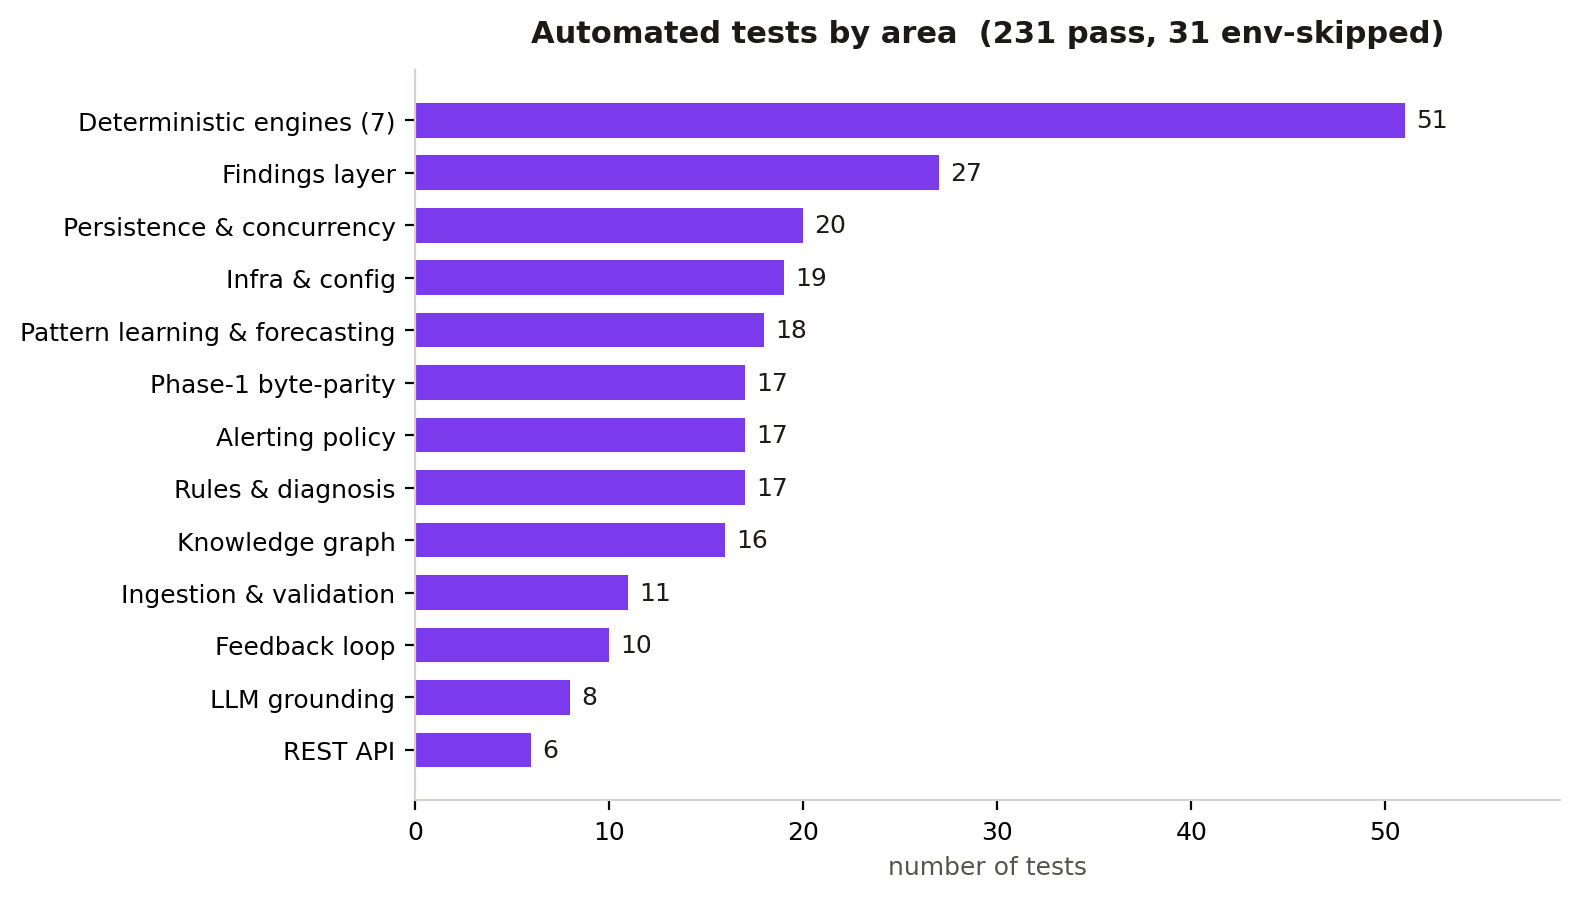 Automated tests by area  (231 pass, 31 env-skipped)
Deterministic engines (7) 51
Findings layer 27
Persistence & concurrency 20
Infra & config 19
Pattern learning & forecasting 18
Phase-1 byte-parity 17
Alerting policy 17
Rules & diagnosis 17
Knowledge graph 16
Ingestion & validation 11
Feedback loop 10
LLM grounding 8
REST API 6
0 10 20 30 40 50
number of tests